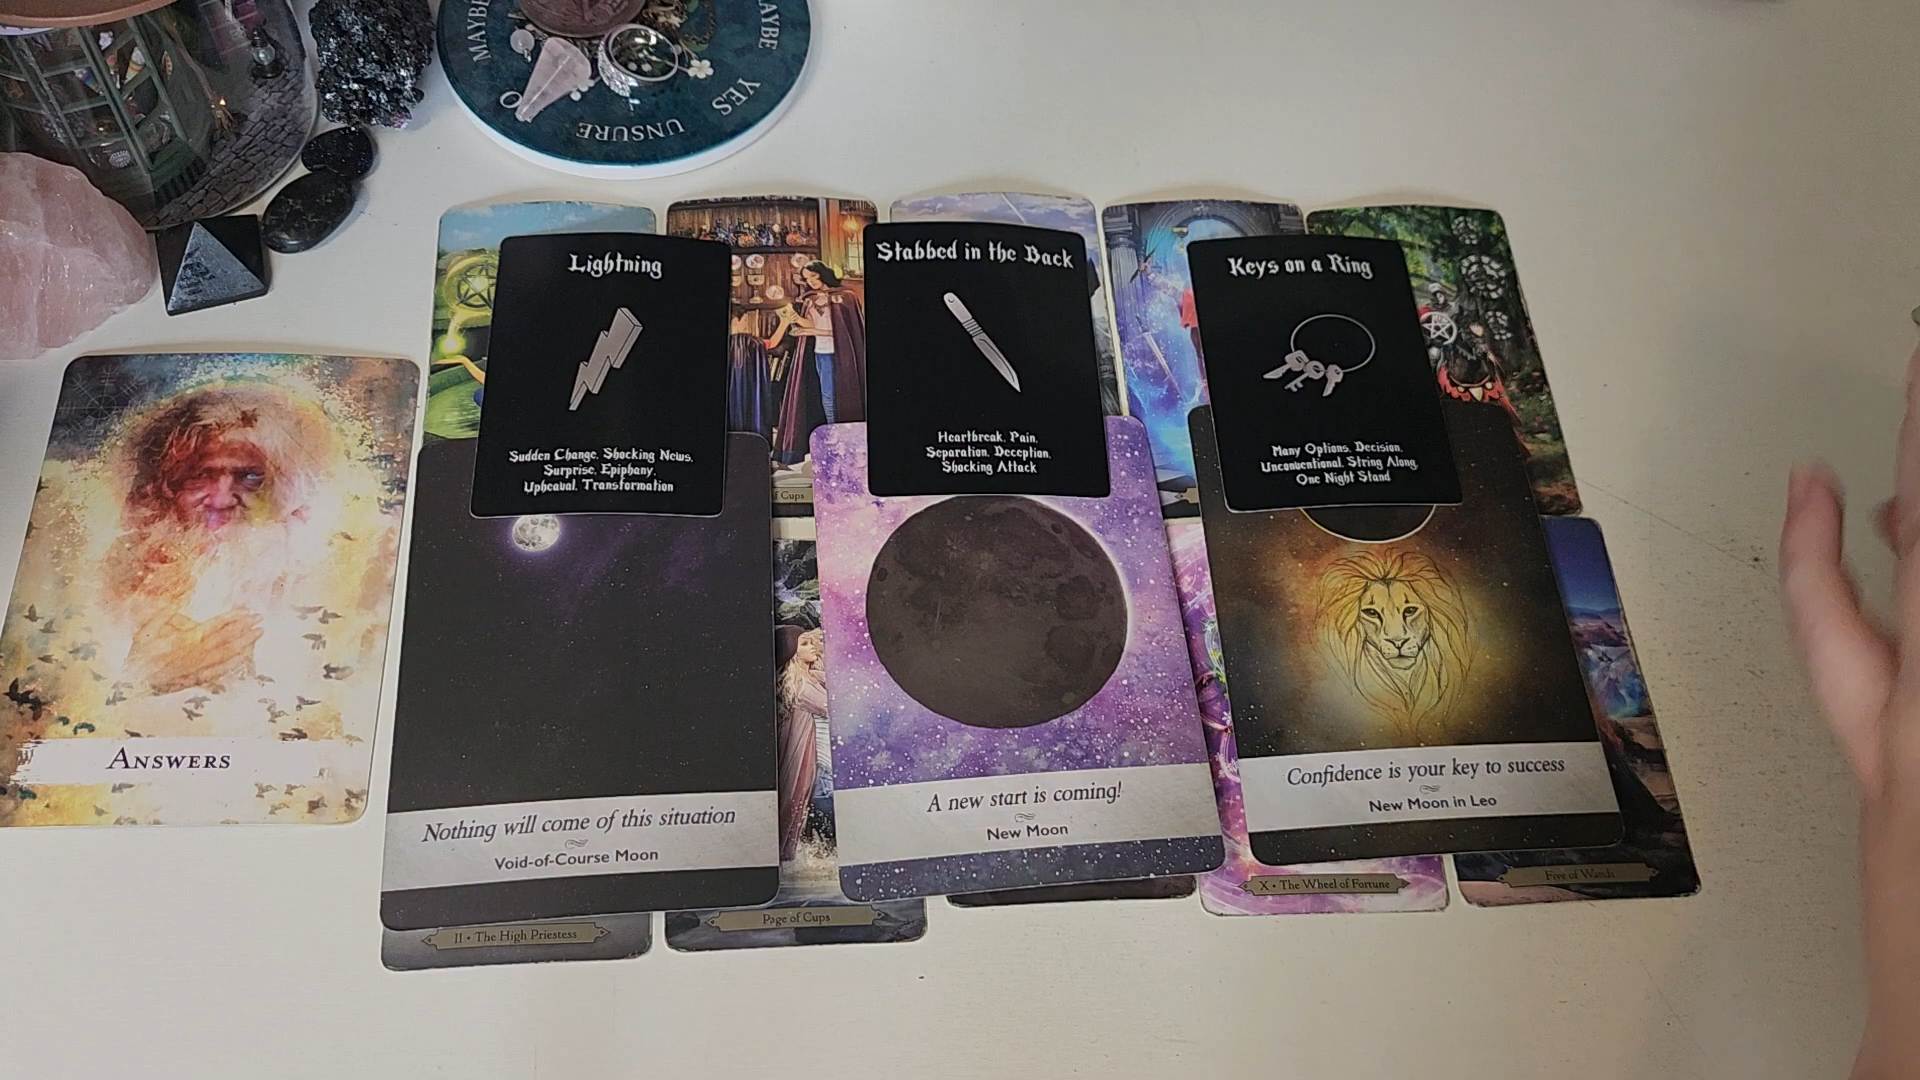 MAYBE
MAYBE
YES
UNSURE
Lightning
Sudden Change, Shocking News,
Surprise, Epiphany,
Upheaval, Transformation
Stabbed in the Back
Heartbreak, Pain,
Separation, Deception,
Shocking Attack
Keys on a Ring
Many Options, Decision,
Unconventional, String Along,
One Night Stand
of Cups
ANSWERS
Nothing will come of this situation
Void-of-Course Moon
A new start is coming!
New Moon
Confidence is your key to success
New Moon in Leo
II • The High Priestess
Page of Cups
X • The Wheel of Fortune
Five of Wands